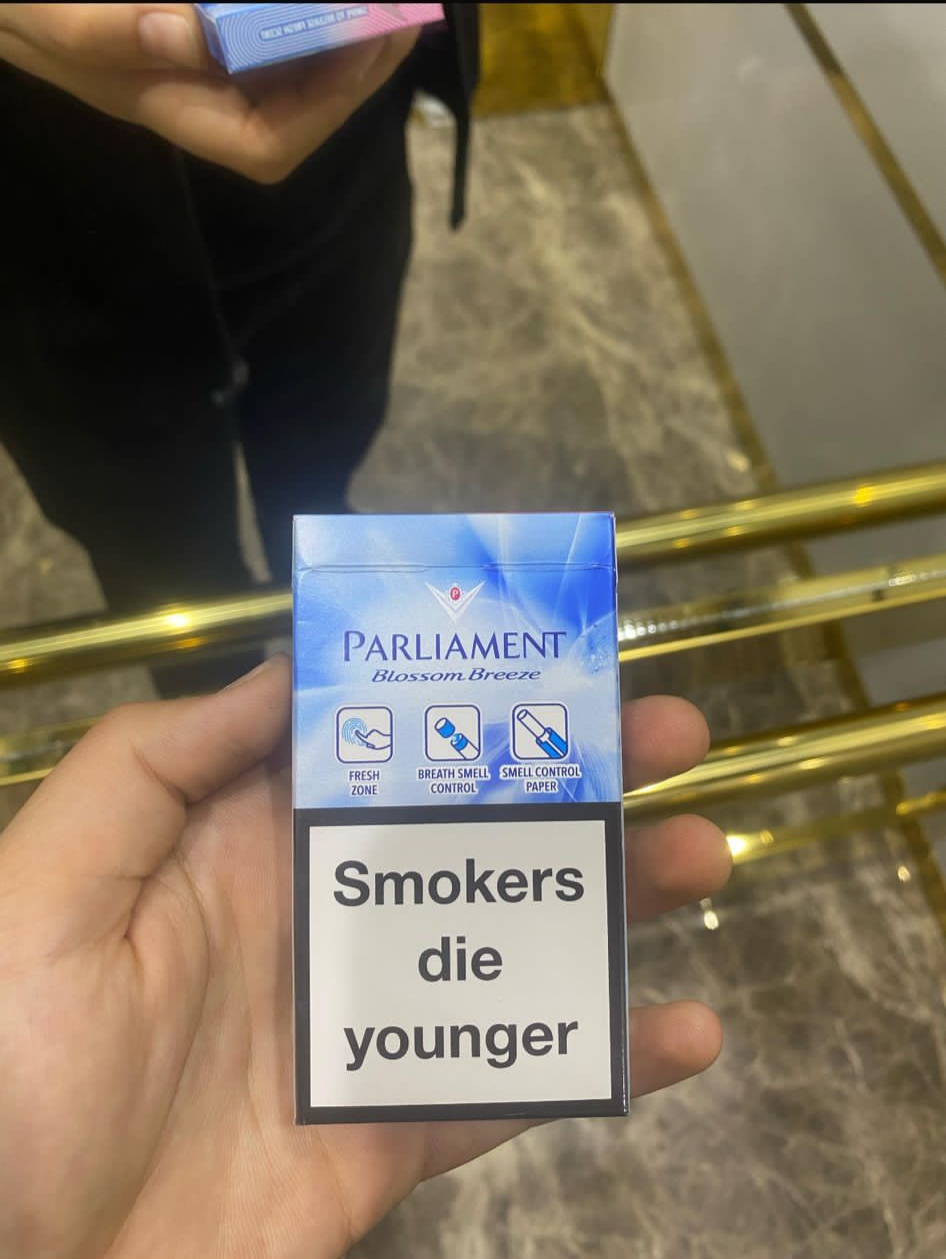 P
PARLIAMENT
Blossom Breeze
FRESH
ZONE
BREATH SMELL
CONTROL
SMELL CONTROL
PAPER
Smokers
die
younger